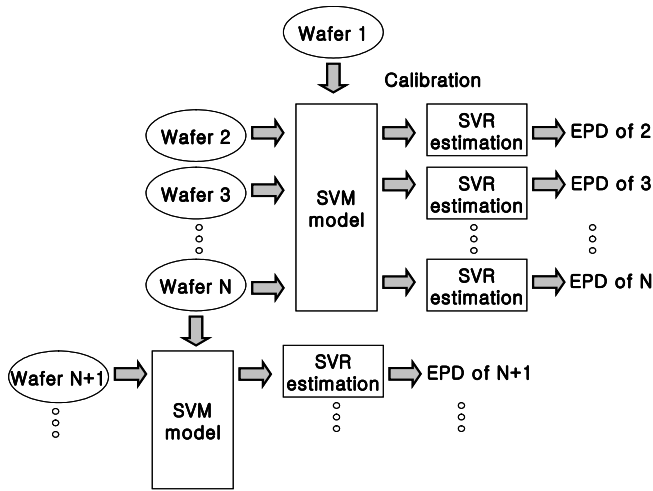 Wafer 1
Calibration
Wafer 2
SVR
estimation
EPD of 2
Wafer 3
SVR
estimation
EPD of 3
SVM
model
Wafer N
SVR
estimation
EPD of N
Wafer N+1
SVR
estimation
EPD of N+1
SVM
model